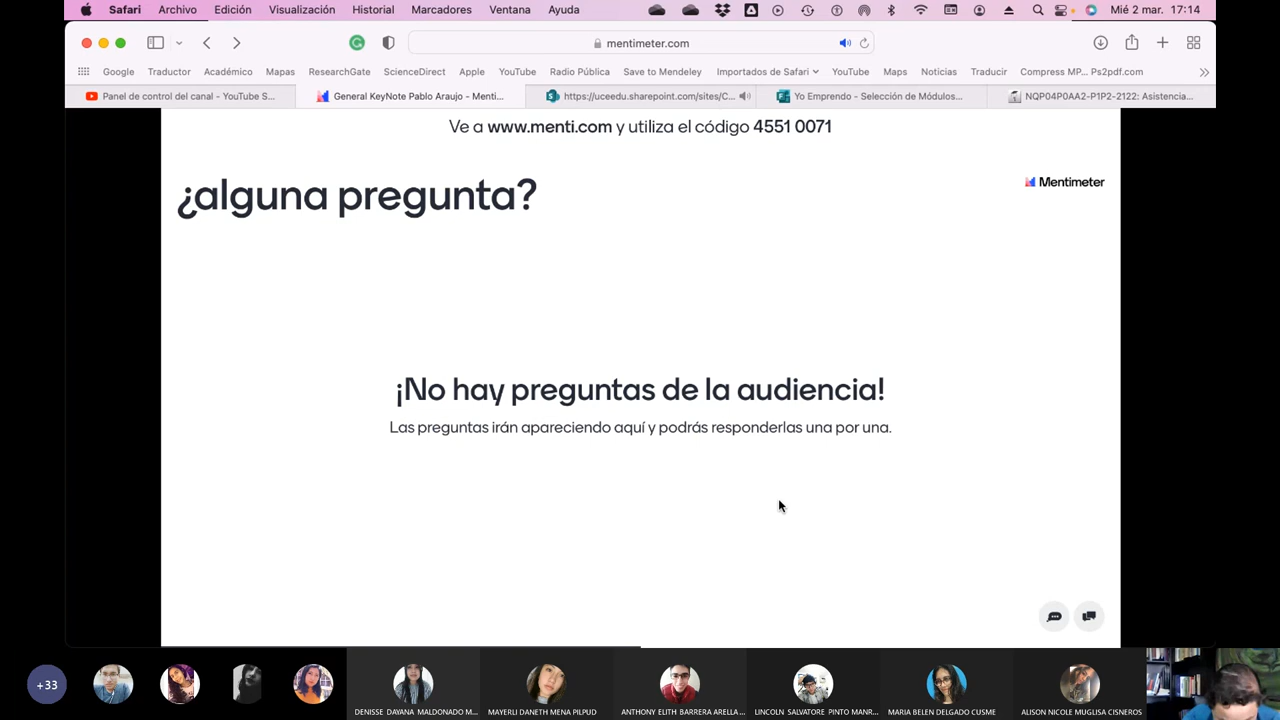 Safari Archivo Edición Visualización Historial Marcadores Ventana Ayuda Mié 2 mar. 17:14
mentimeter.com
Google Traductor Académico Mapas ResearchGate ScienceDirect Apple YouTube Radio Pública Save to Mendeley Importados de Safari YouTube Maps Noticias Traducir Compress MP... Ps2pdf.com
Panel de control del canal - YouTube S... General KeyNote Pablo Araujo - Menti... https://uceedu.sharepoint.com/sites/C... Yo Emprendo - Selección de Módulos... NQP04P0AA2-P1P2-2122: Asistencia...
Ve a www.menti.com y utiliza el código 4551 0071
¿alguna pregunta?
Mentimeter
¡No hay preguntas de la audiencia!
Las preguntas irán apareciendo aquí y podrás responderlas una por una.
+33
DENISSE DAYANA MALDONADO M... MAYERLI DANETH MENA PILPUD ANTHONY ELITH BARRERA ARELLA... LINCOLN SALVATORE PINTO MANR... MARIA BELEN DELGADO CUSME ALISON NICOLE MUGLISA CISNEROS